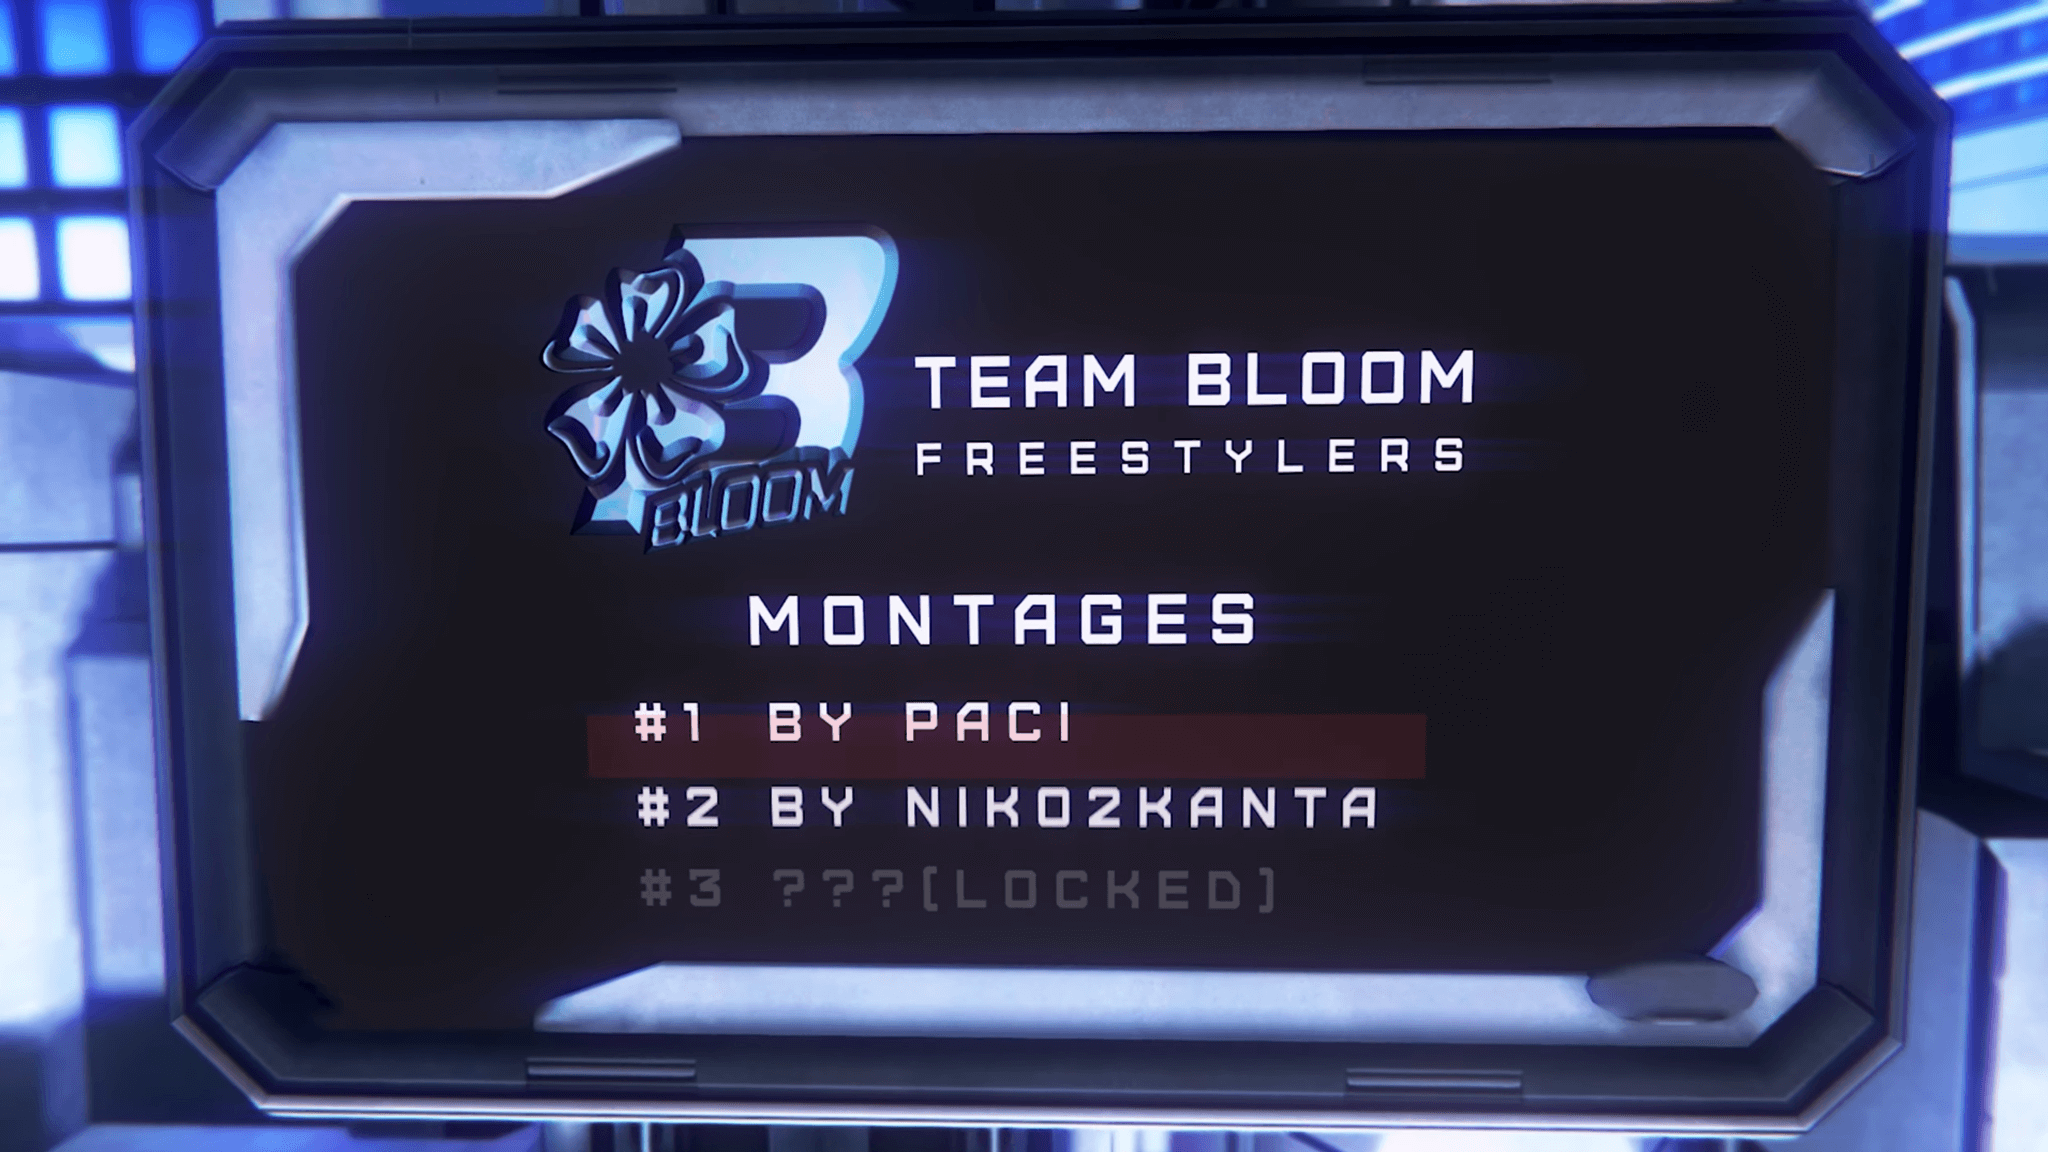 BLOOM
TEAM BLOOM
FREESTYLERS
MONTAGES
#1 BY PACI
#2 BY NIKO2KANTA
#3 ???[LOCKED]